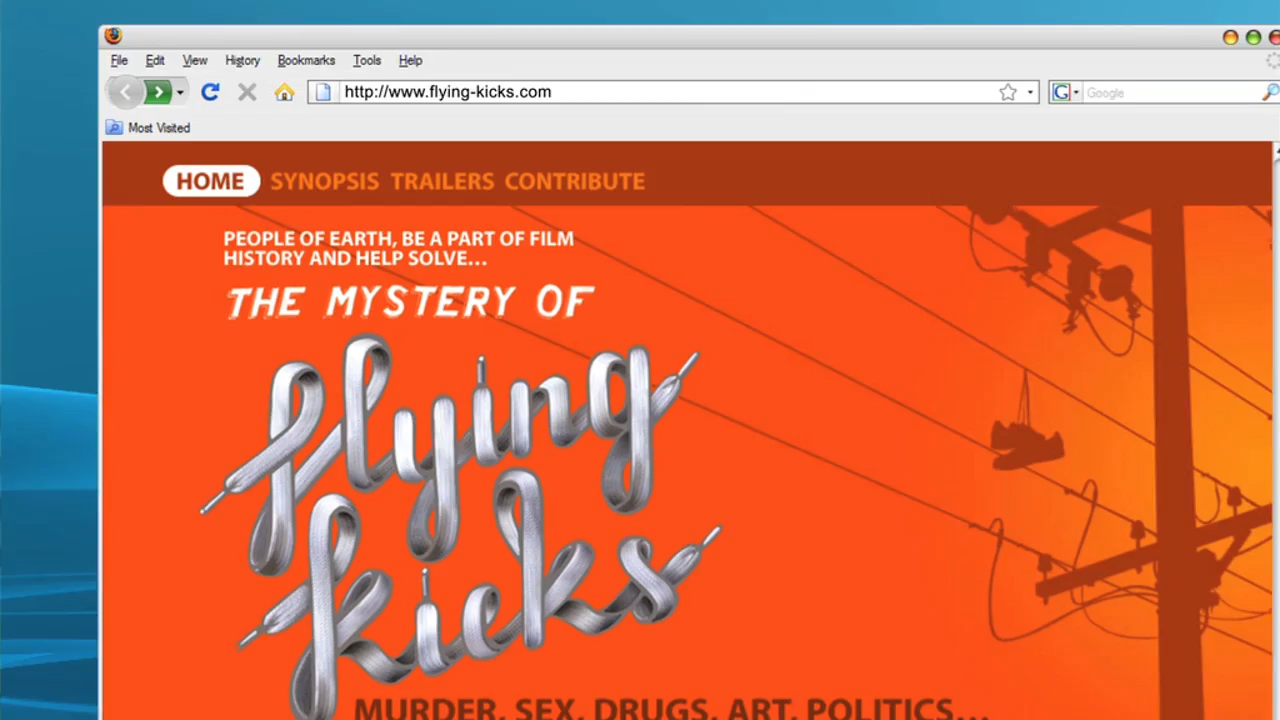 File Edit View History Bookmarks Tools Help
http://www.flying-kicks.com
G Google
Most Visited
HOME SYNOPSIS TRAILERS CONTRIBUTE
PEOPLE OF EARTH, BE A PART OF FILM
HISTORY AND HELP SOLVE...
THE MYSTERY OF
flying
kicks
MURDER, SEX, DRUGS, ART, POLITICS...